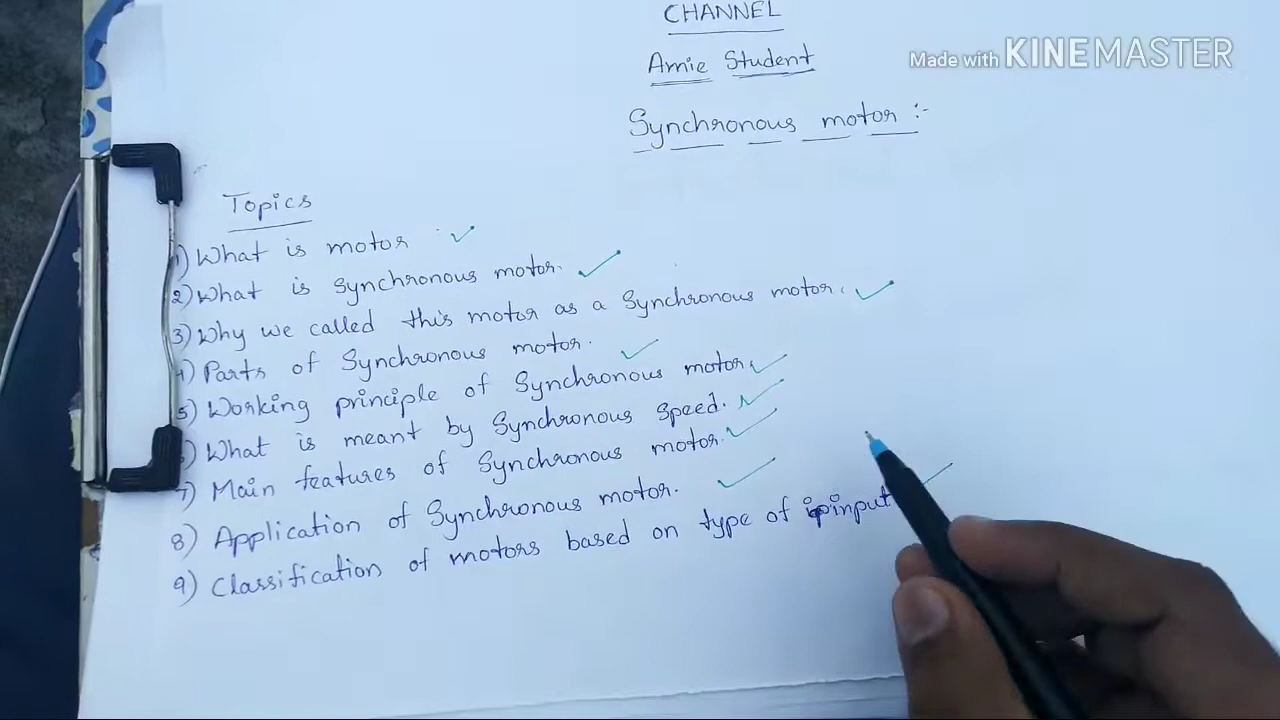 CHANNEL
Amie Student
Made with KINEMASTER
Synchronous motor :-
Topics
1) What is motor
2) What is Synchronous motor.
3) Why we called this motor as a Synchronous motor.
4) Parts of Synchronous motor.
5) Working principle of Synchronous motor
) What is meant by Synchronous Speed.
7) Main features of Synchronous motor.
8) Application of Synchronous motor.
9) Classification of motors based on type of input